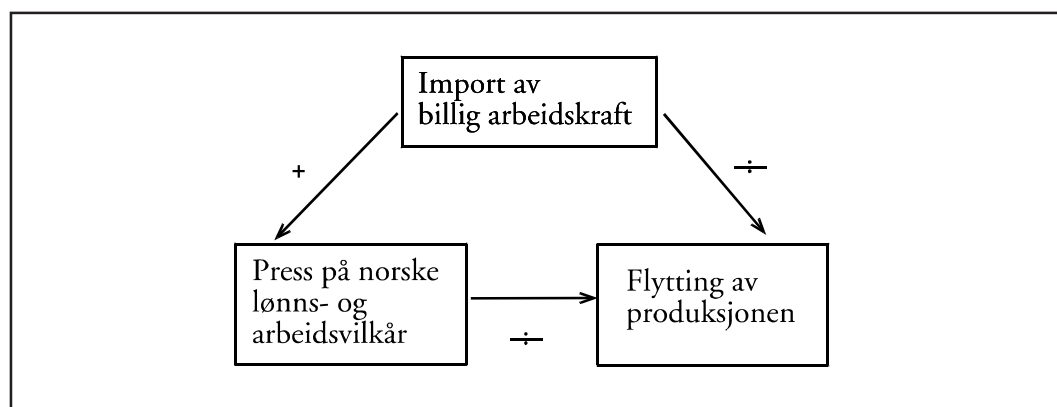 Import av
billig arbeidskraft
+
÷
Press på norske
lønns- og
arbeidsvilkår
Flytting av
produksjonen
÷